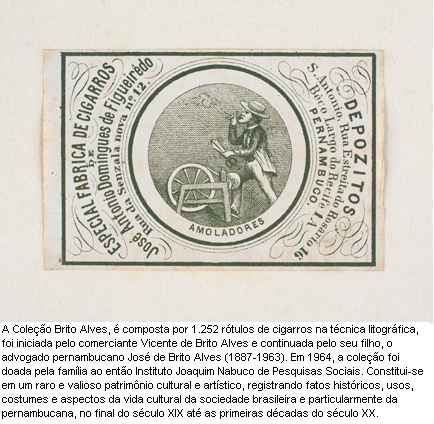 ESPECIAL FABRICA DE CIGARROS
DE
José Antonio Domingues de Figueirêdo
Rua da Senzala nova nº 12.
AMOLADORES
DEPOZITOS
S. Antonio, Rua Estreita do Rosario 16
Bêco Largo do Recife 1.A
PERNAMBUCO.
A Coleção Brito Alves, é composta por 1.252 rótulos de cigarros na técnica litográfica,
foi iniciada pelo comerciante Vicente de Brito Alves e continuada pelo seu filho, o
advogado pernambucano José de Brito Alves (1887-1963). Em 1964, a coleção foi
doada pela família ao então Instituto Joaquim Nabuco de Pesquisas Sociais. Constitui-se
em um raro e valioso patrimônio cultural e artístico, registrando fatos históricos, usos,
costumes e aspectos da vida cultural da sociedade brasileira e particularmente da
pernambucana, no final do século XIX até as primeiras décadas do século XX.